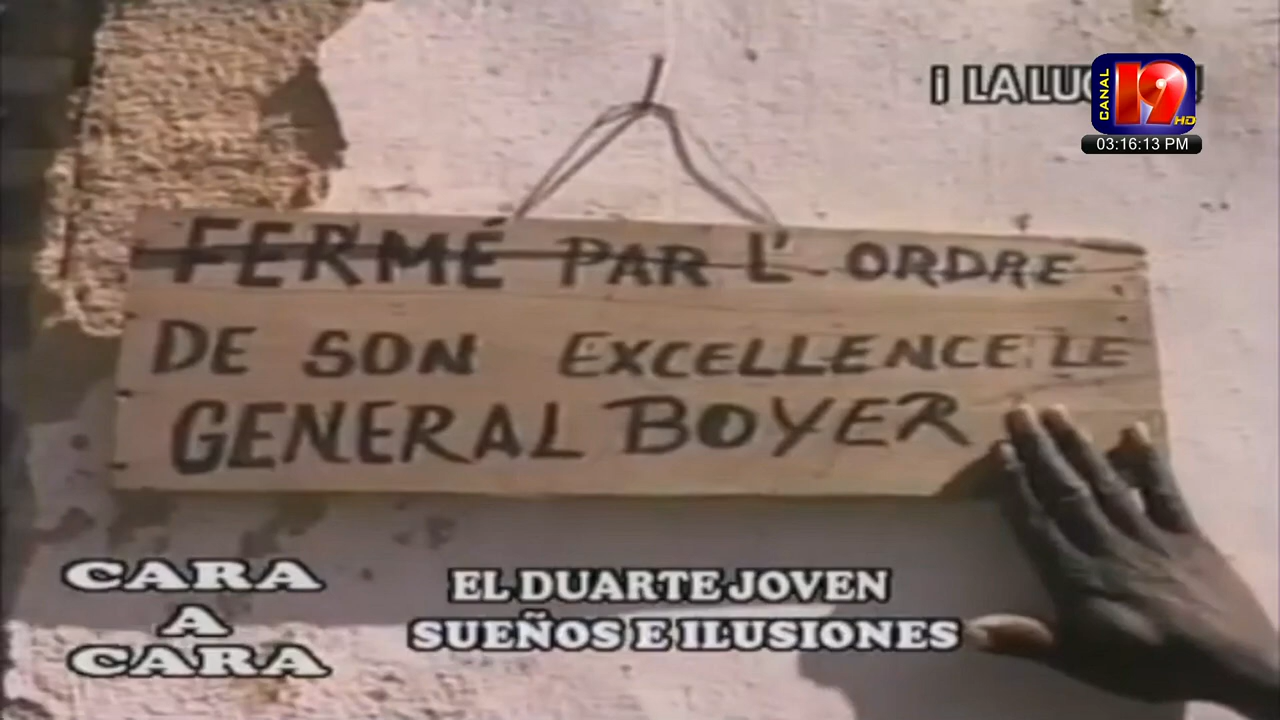 ¡ LA
CANAL
19
HD
03:16:13 PM
FERMÉ PAR L'ORDRE
DE SON EXCELLENCE LE
GENERAL BOYER
CARA
A
CARA
EL DUARTE JOVEN
SUEÑOS E ILUSIONES